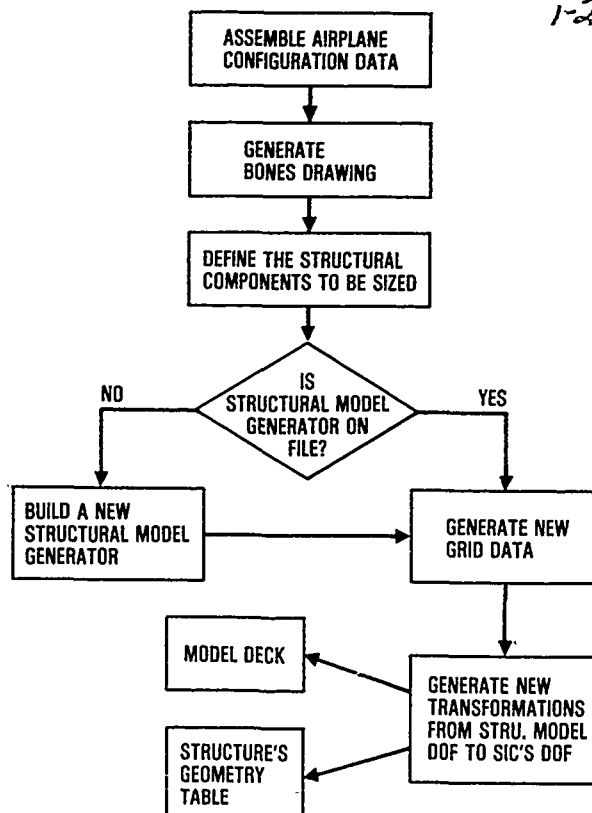 ASSEMBLE AIRPLANE
CONFIGURATION DATA
GENERATE
BONES DRAWING
DEFINE THE STRUCTURAL
COMPONENTS TO BE SIZED
IS
STRUCTURAL MODEL
GENERATOR ON
FILE?
NO
YES
BUILD A NEW
STRUCTURAL MODEL
GENERATOR
GENERATE NEW
GRID DATA
MODEL DECK
GENERATE NEW
TRANSFORMATIONS
FROM STRU. MODEL
DOF TO SIC'S DOF
STRUCTURE'S
GEOMETRY
TABLE